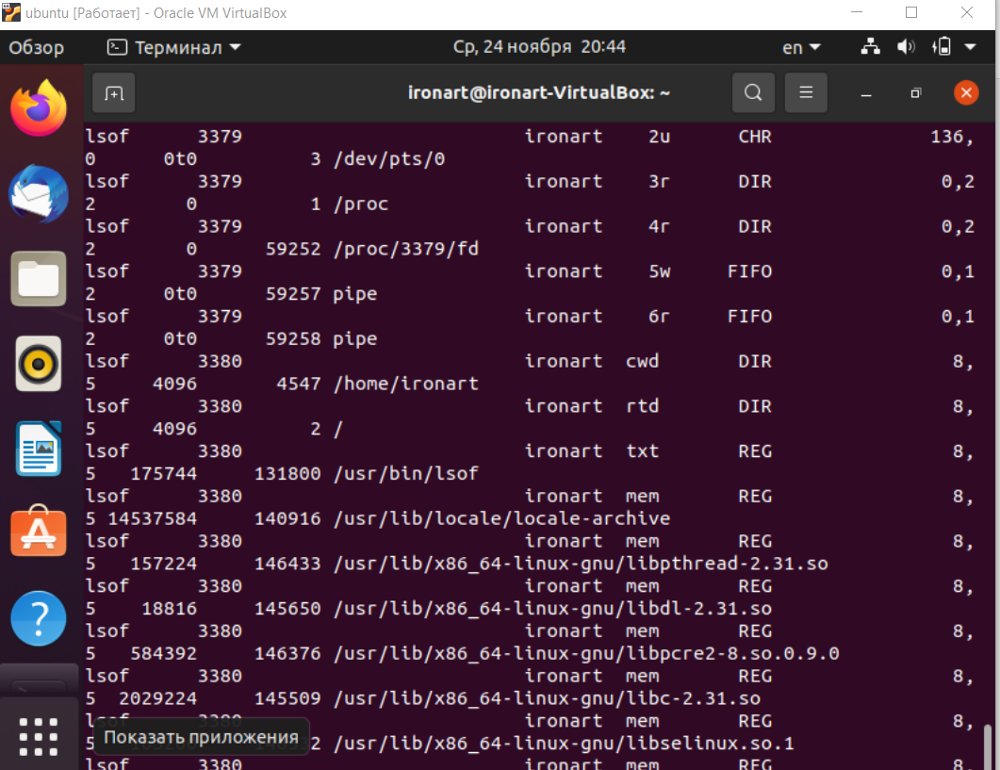 ubuntu [Работает] - Oracle VM VirtualBox
Обзор Терминал Ср, 24 ноября 20:44 en
ironart@ironart-VirtualBox: ~
lsof 3379 ironart 2u CHR 136,
0 0t0 3 /dev/pts/0
lsof 3379 ironart 3r DIR 0,2
2 0 1 /proc
lsof 3379 ironart 4r DIR 0,2
2 0 59252 /proc/3379/fd
lsof 3379 ironart 5w FIFO 0,1
2 0t0 59257 pipe
lsof 3379 ironart 6r FIFO 0,1
2 0t0 59258 pipe
lsof 3380 ironart cwd DIR 8,
5 4096 4547 /home/ironart
lsof 3380 ironart rtd DIR 8,
5 4096 2 /
lsof 3380 ironart txt REG 8,
5 175744 131800 /usr/bin/lsof
lsof 3380 ironart mem REG 8,
5 14537584 140916 /usr/lib/locale/locale-archive
lsof 3380 ironart mem REG 8,
5 157224 146433 /usr/lib/x86_64-linux-gnu/libpthread-2.31.so
lsof 3380 ironart mem REG 8,
5 18816 145650 /usr/lib/x86_64-linux-gnu/libdl-2.31.so
lsof 3380 ironart mem REG 8,
5 584392 146376 /usr/lib/x86_64-linux-gnu/libpcre2-8.so.0.9.0
lsof 3380 ironart mem REG 8,
5 2029224 145509 /usr/lib/x86_64-linux-gnu/libc-2.31.so
lsof 3380 ironart mem REG 8,
Показать приложения
5 /usr/lib/x86_64-linux-gnu/libselinux.so.1
lsof 3380 ironart mem REG 8,